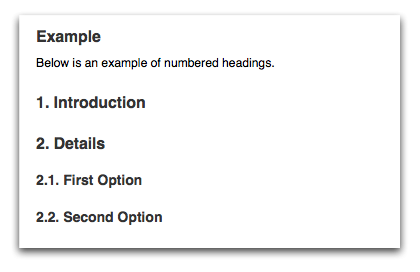 Example
Below is an example of numbered headings.
1. Introduction
2. Details
2.1. First Option
2.2. Second Option